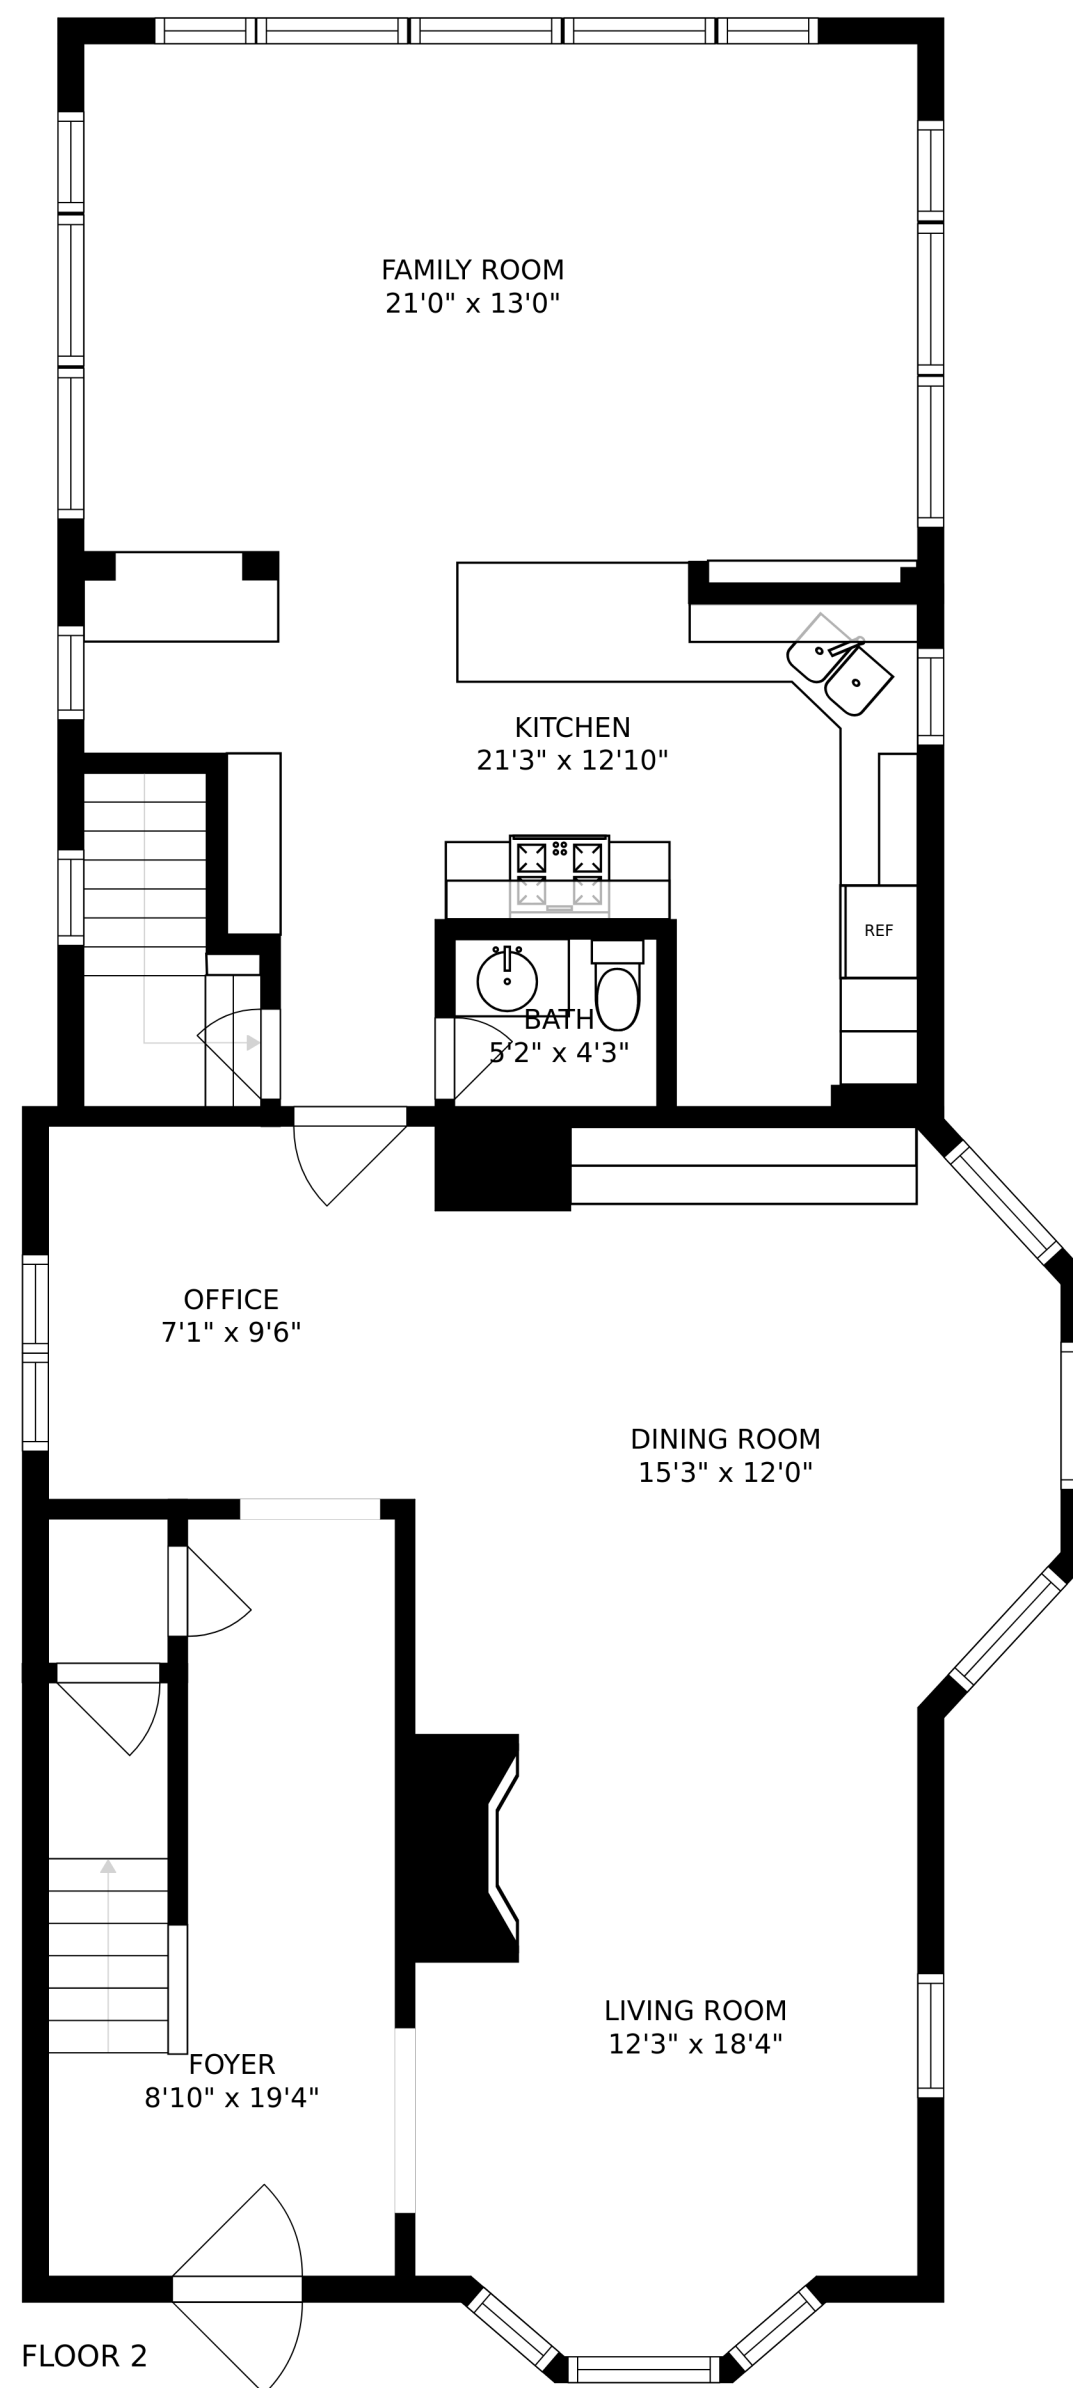 FAMILY ROOM
21'0" x 13'0"
KITCHEN
21'3" x 12'10"
REF
BATH
5'2" x 4'3"
OFFICE
7'1" x 9'6"
DINING ROOM
15'3" x 12'0"
LIVING ROOM
12'3" x 18'4"
FOYER
8'10" x 19'4"
FLOOR 2